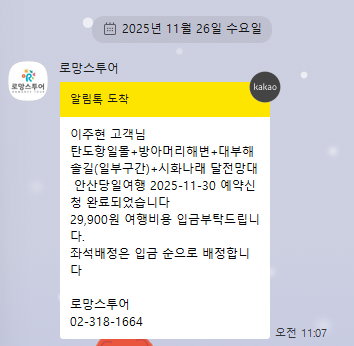 2025년 11월 26일 수요일
로망스투어
로망스투어
kakao
알림톡 도착
이주현 고객님
탄도항일몰+방아머리해변+대부해
솔길(일부구간)+시화나래 달전망대
안산당일여행 2025-11-30 예약신
청 완료되었습니다
29,900원 여행비용 입금부탁드립니
다.
좌석배정은 입금 순으로 배정합니
다
로망스투어
02-318-1664
오전 11:07